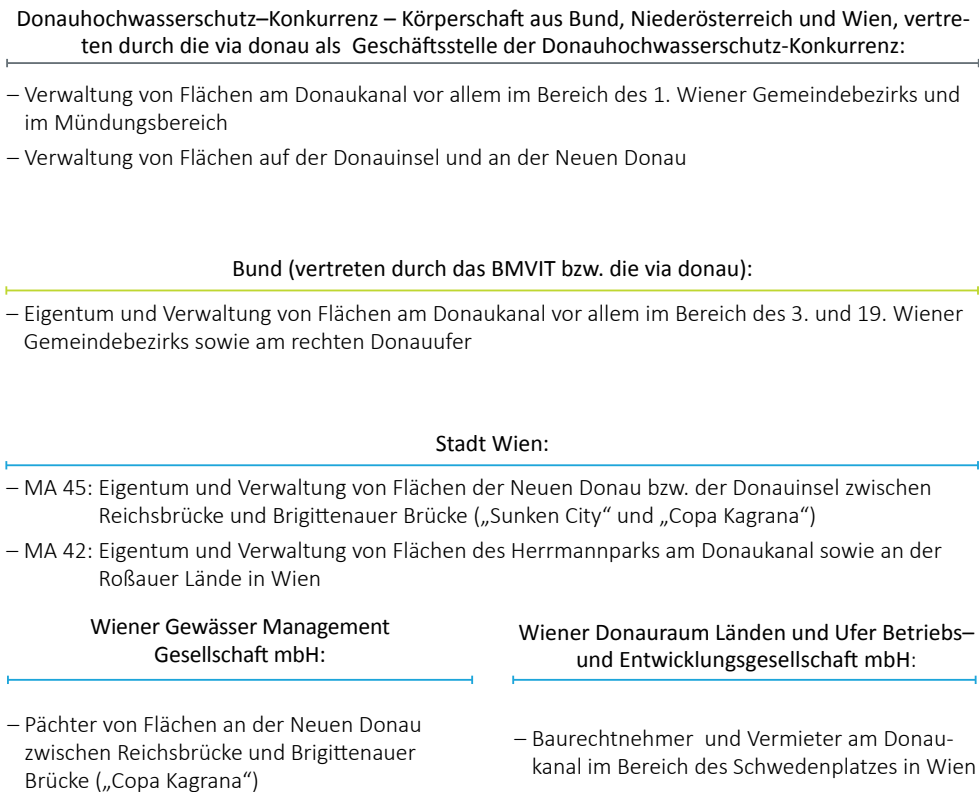 Donauhochwasserschutz–Konkurrenz – Körperschaft aus Bund, Niederösterreich und Wien, vertre-
ten durch die via donau als Geschäftsstelle der Donauhochwasserschutz-Konkurrenz:
– Verwaltung von Flächen am Donaukanal vor allem im Bereich des 1. Wiener Gemeindebezirks und
im Mündungsbereich
– Verwaltung von Flächen auf der Donauinsel und an der Neuen Donau
Bund (vertreten durch das BMVIT bzw. die via donau):
– Eigentum und Verwaltung von Flächen am Donaukanal vor allem im Bereich des 3. und 19. Wiener
Gemeindebezirks sowie am rechten Donauufer
Stadt Wien:
– MA 45: Eigentum und Verwaltung von Flächen der Neuen Donau bzw. der Donauinsel zwischen
Reichsbrücke und Brigittenauer Brücke („Sunken City“ und „Copa Kagrana“)
– MA 42: Eigentum und Verwaltung von Flächen des Herrmannparks am Donaukanal sowie an der
Roßauer Lände in Wien
Wiener Gewässer Management
Gesellschaft mbH:
– Pächter von Flächen an der Neuen Donau
zwischen Reichsbrücke und Brigittenauer
Brücke („Copa Kagrana“)
Wiener Donauraum Länden und Ufer Betriebs–
und Entwicklungsgesellschaft mbH:
– Baurechtnehmer und Vermieter am Donau-
kanal im Bereich des Schwedenplatzes in Wien